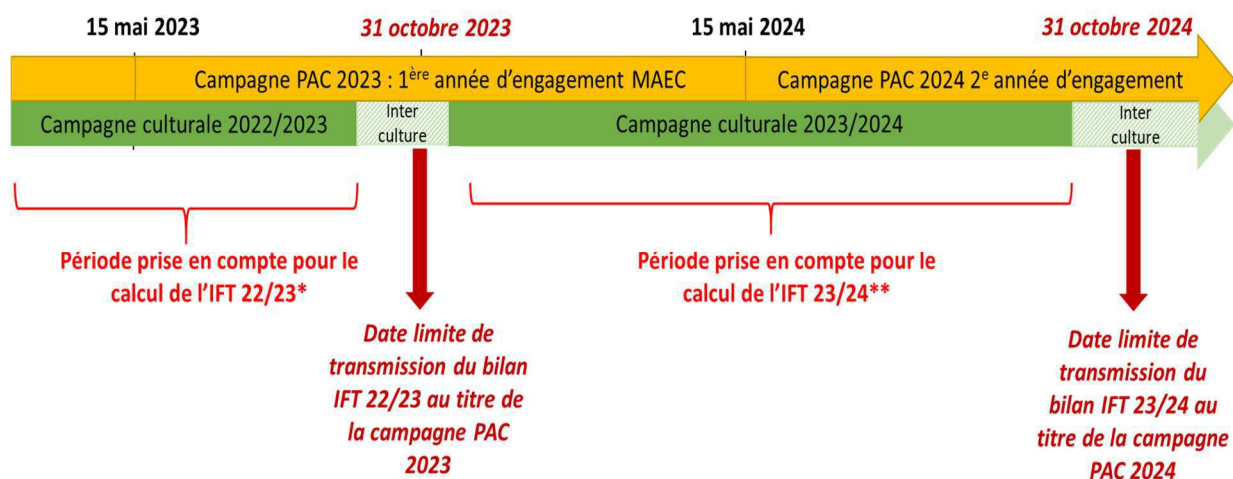 15 mai 2023
31 octobre 2023
15 mai 2024
31 octobre 2024
Campagne PAC 2023 : 1ère année d’engagement MAEC
Campagne PAC 2024 2e année d’engagement
Campagne culturale 2022/2023
Inter
culture
Campagne culturale 2023/2024
Inter
culture
Période prise en compte pour le
calcul de l’IFT 22/23*
Période prise en compte pour le
calcul de l’IFT 23/24**
Date limite de
transmission du bilan
IFT 22/23 au titre de
la campagne PAC
2023
Date limite de
transmission du
bilan IFT 23/24 au
titre de la campagne
PAC 2024